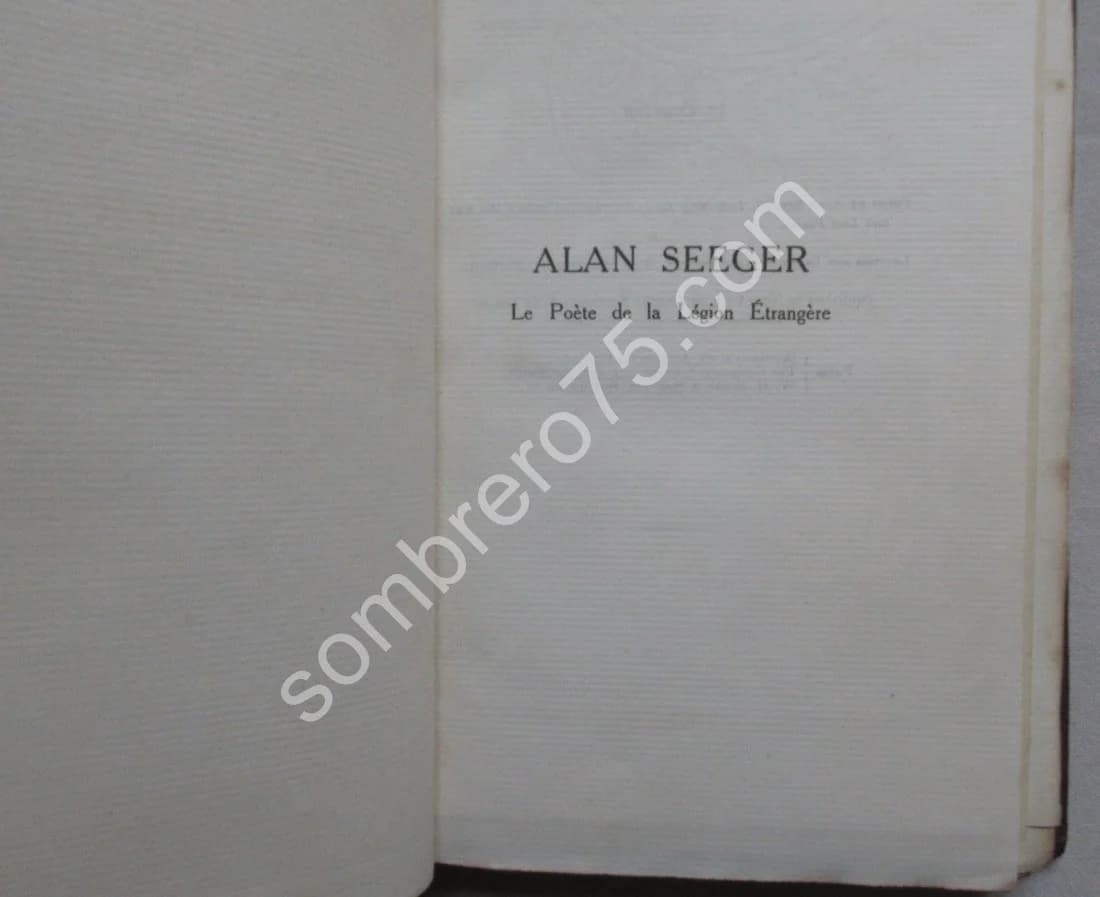 ALAN SEEGER
Le Poète de la Légion Étrangère
sombrero75.com